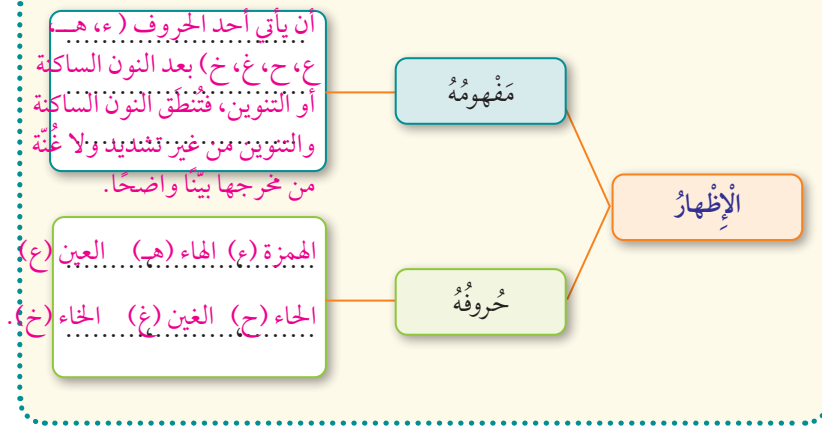 الْإِظْهارُ
مَفْهومُهُ
أن يأتي أحد الحروف (ء، هـ،
ع، ح، غ، خ) بعد النون الساكنة
أو التنوين، فتُنطَق النون الساكنة
والتنوين من غير تشديد ولا غُنّة
من مخرجها بيّنًا واضحًا.
حُروفُهُ
الهمزة (ء) الهاء (هـ) العين (ع)
الحاء (ح) الغين (غ) الخاء (خ).